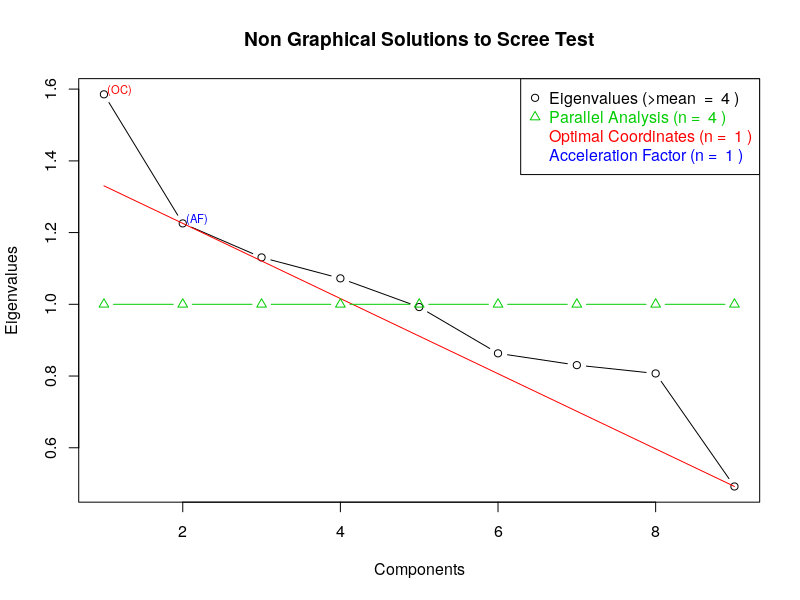 Non Graphical Solutions to Scree Test
(OC)
(AF)
Eigenvalues (>mean  =  4 )
Parallel Analysis (n =  4 )
Optimal Coordinates (n =  1 )
Acceleration Factor (n =  1 )
Eigenvalues
1.6
1.4
1.2
1.0
0.8
0.6
2 4 6 8
Components